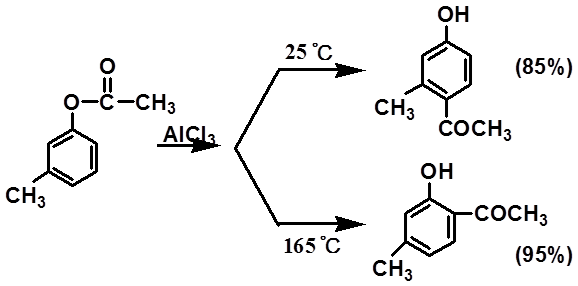 OH
25℃
(85%)
O
O
C
CH3
CH3
COCH3
AlCl3
OH
COCH3
CH3
165℃
(95%)
CH3